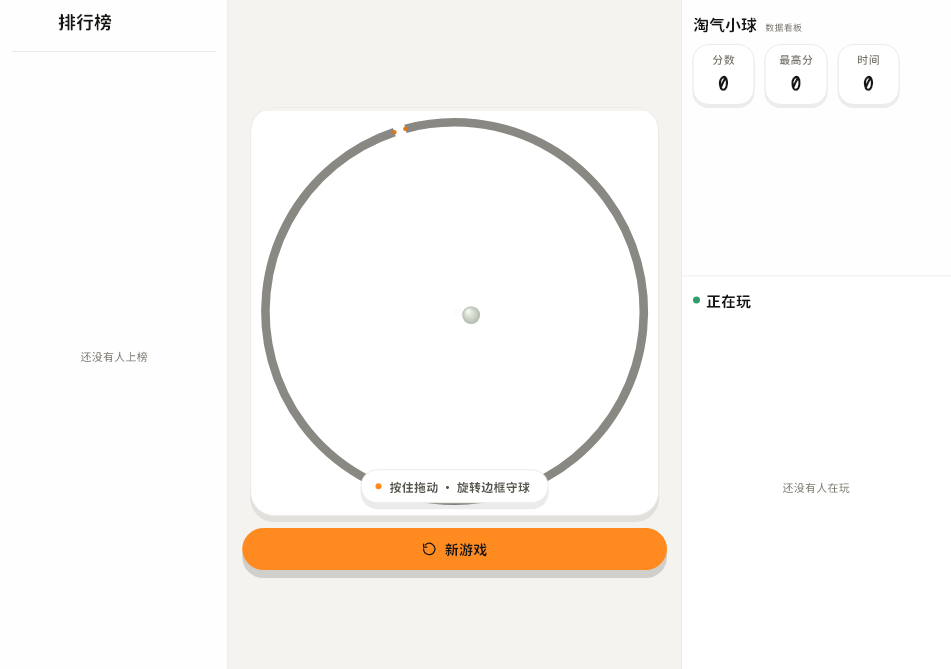 排行榜
还没有人上榜
按住拖动 • 旋转边框守球
新游戏
淘气小球 数据看板
分数 最高分 时间
0 0 0
正在玩
还没有人在玩